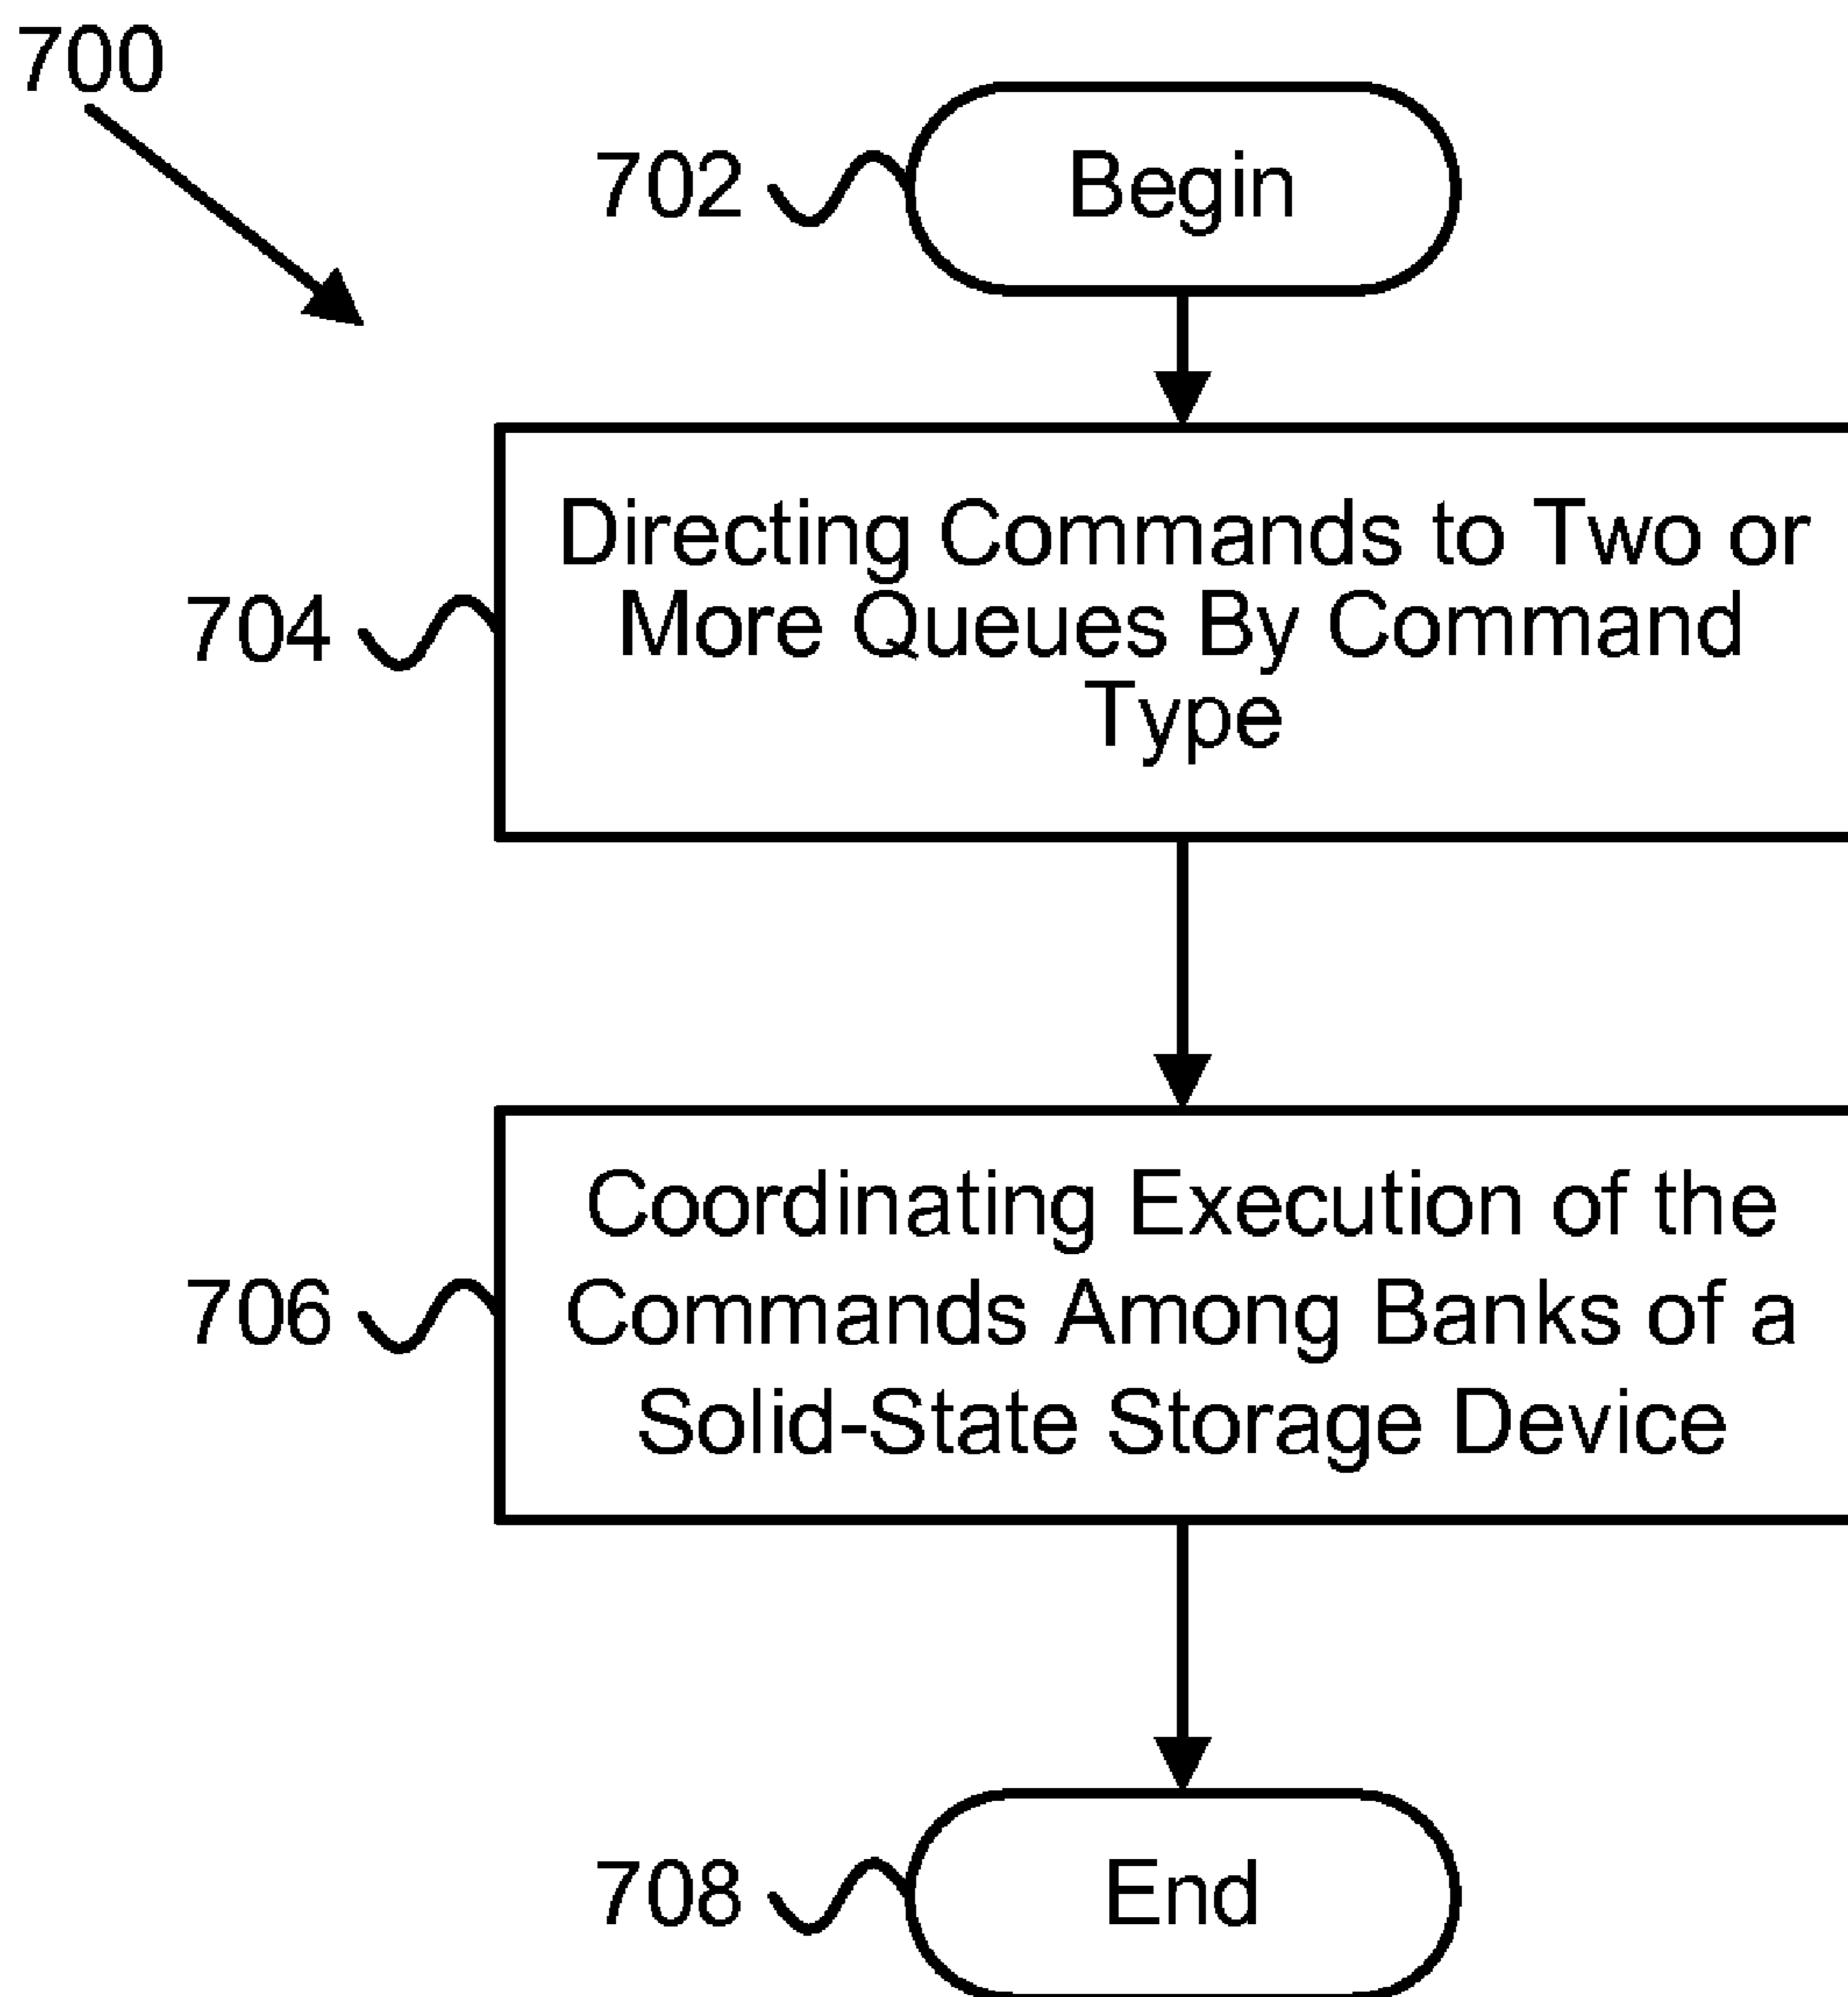 700
702
Begin
Directing Commands to Two or
More Queues By Command
Type
704
Coordinating Execution of the
Commands Among Banks of a
Solid-State Storage Device
706
708
End